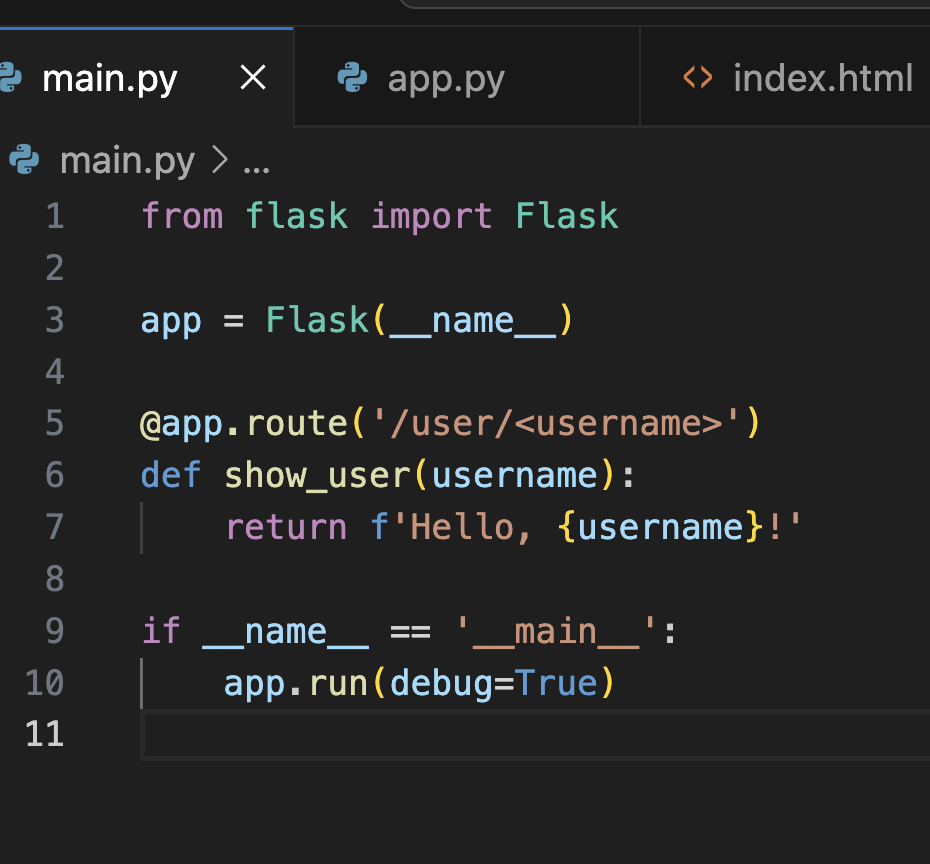 main.py app.py index.html
main.py > ...
1 from flask import Flask
2
3 app = Flask(__name__)
4
5 @app.route('/user/<username>')
6 def show_user(username):
7     return f'Hello, {username}!'
8
9 if __name__ == '__main__':
10     app.run(debug=True)
11